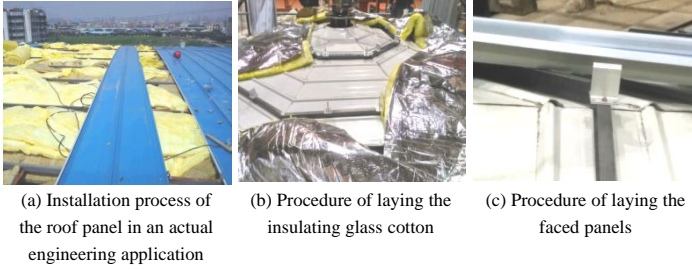 (a) Installation process of
the roof panel in an actual
engineering application
(b) Procedure of laying the
insulating glass cotton
(c) Procedure of laying the
faced panels